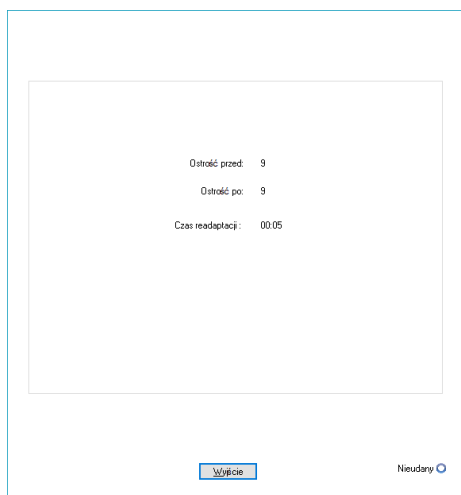 Ostrość przed: 9
Ostrość po: 9
Czas readaptacji : 00:05
Wyjście
Nieudany